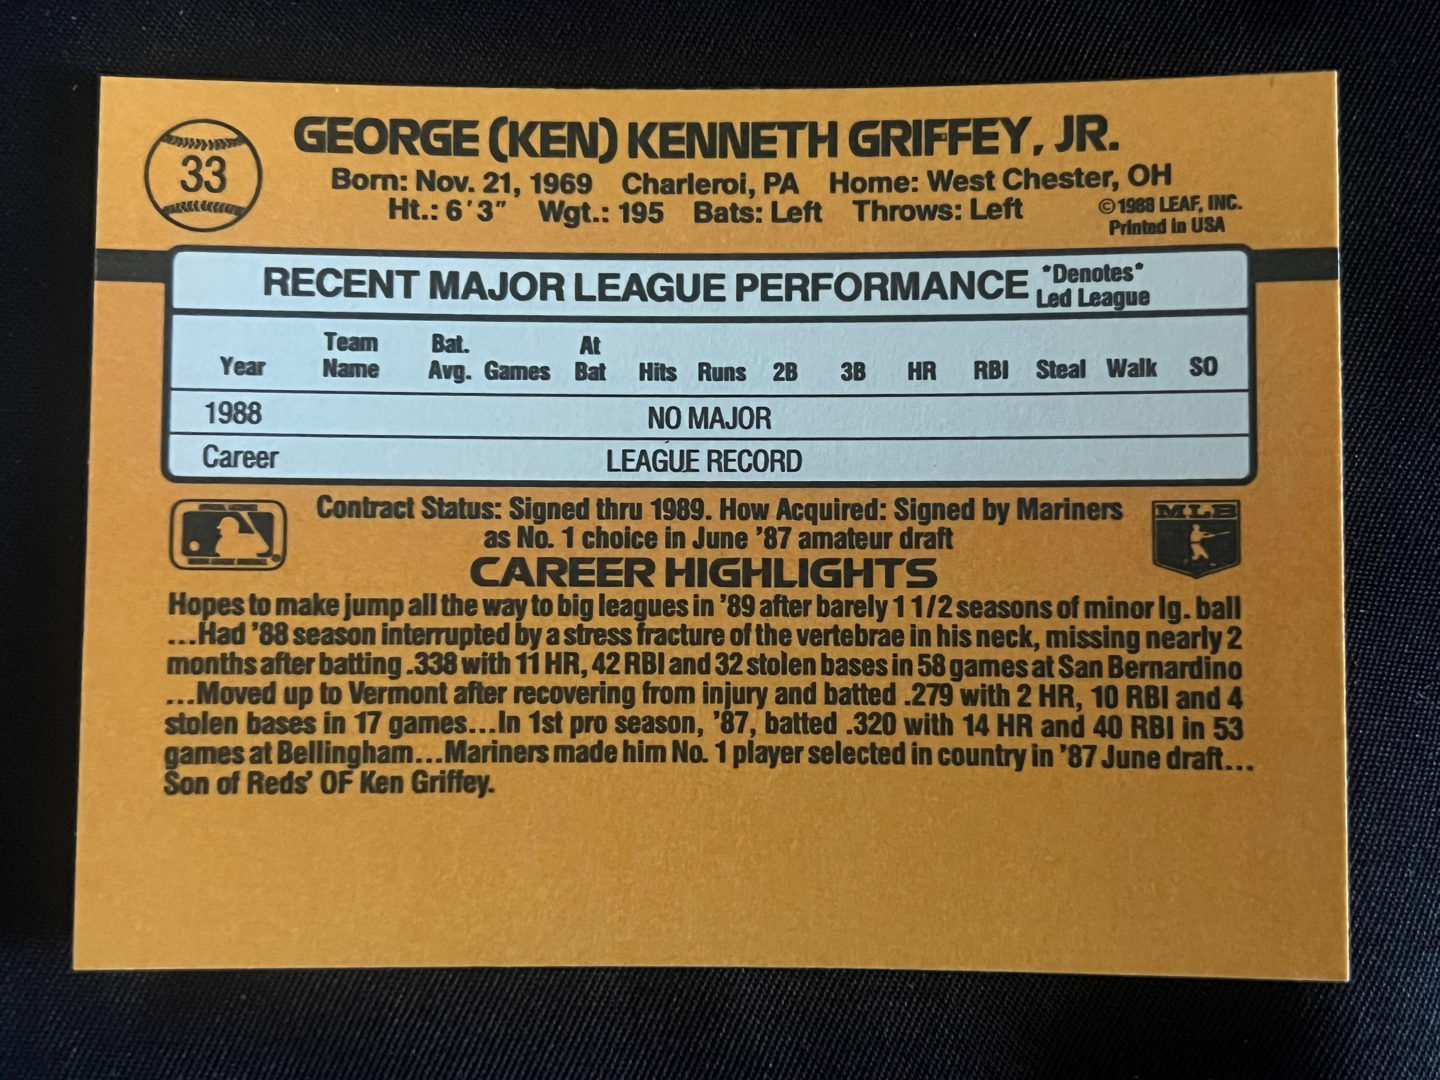 33
GEORGE (KEN) KENNETH GRIFFEY, JR.
Born: Nov. 21, 1969 Charleroi, PA Home: West Chester, OH
Ht.: 6'3" Wgt.: 195 Bats: Left Throws: Left
©1988 LEAF, INC.
Printed in USA
RECENT MAJOR LEAGUE PERFORMANCE *Denotes*
Led League
Year Team Name Bat. Avg. Games At Bat Hits Runs 2B 3B HR RBI Steal Walk SO
1988 NO MAJOR
Career LEAGUE RECORD
Contract Status: Signed thru 1989. How Acquired: Signed by Mariners
as No. 1 choice in June '87 amateur draft
MLB
CAREER HIGHLIGHTS
Hopes to make jump all the way to big leagues in '89 after barely 1 1/2 seasons of minor lg. ball
...Had '88 season interrupted by a stress fracture of the vertebrae in his neck, missing nearly 2
months after batting .338 with 11 HR, 42 RBI and 32 stolen bases in 58 games at San Bernardino
...Moved up to Vermont after recovering from injury and batted .279 with 2 HR, 10 RBI and 4
stolen bases in 17 games...In 1st pro season, '87, batted .320 with 14 HR and 40 RBI in 53
games at Bellingham...Mariners made him No. 1 player selected in country in '87 June draft...
Son of Reds' OF Ken Griffey.